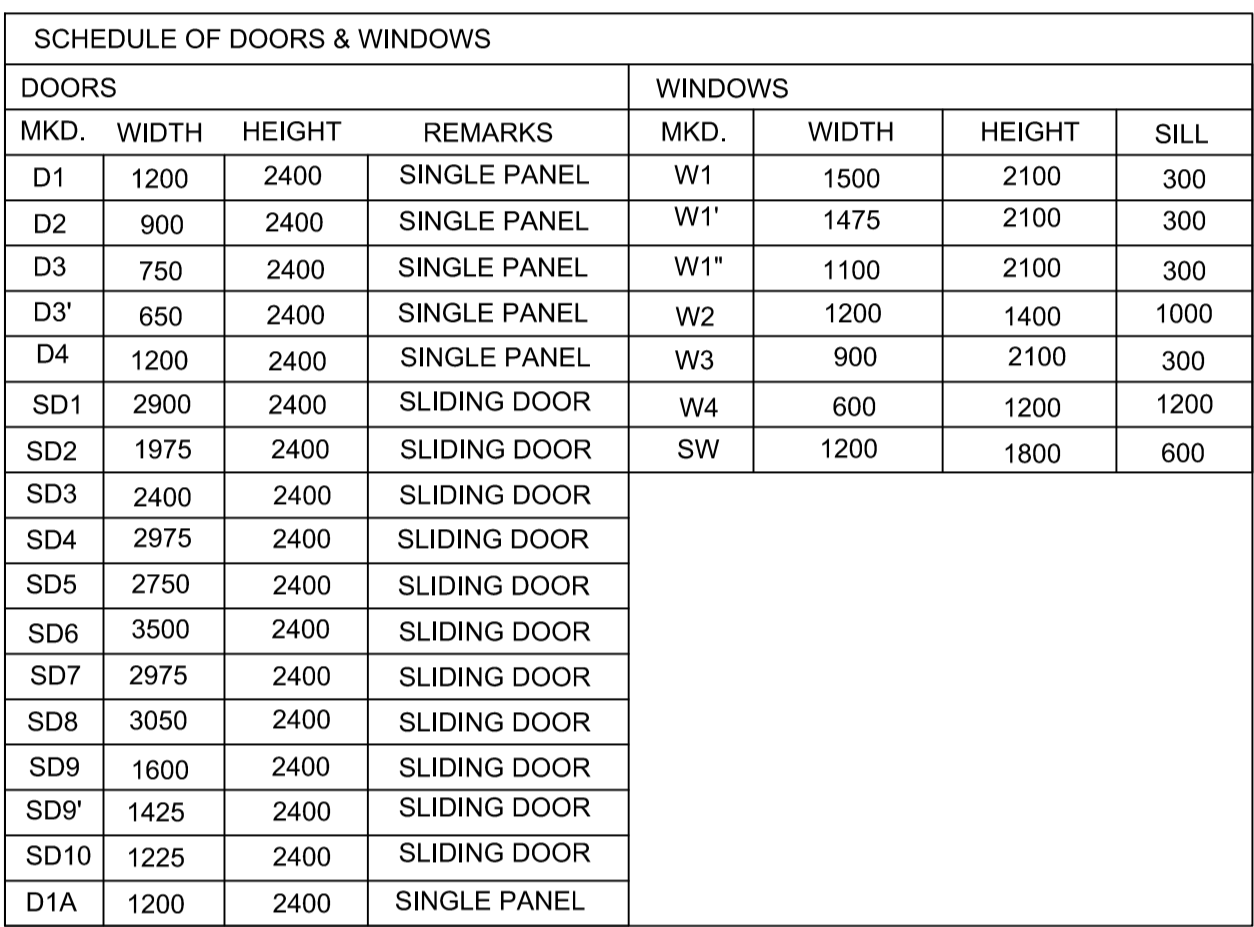 SCHEDULE OF DOORS & WINDOWS
DOORS WINDOWS
MKD. WIDTH HEIGHT REMARKS MKD. WIDTH HEIGHT SILL
D1 1200 2400 SINGLE PANEL W1 1500 2100 300
D2 900 2400 SINGLE PANEL W1' 1475 2100 300
D3 750 2400 SINGLE PANEL W1" 1100 2100 300
D3' 650 2400 SINGLE PANEL W2 1200 1400 1000
D4 1200 2400 SINGLE PANEL W3 900 2100 300
SD1 2900 2400 SLIDING DOOR W4 600 1200 1200
SD2 1975 2400 SLIDING DOOR SW 1200 1800 600
SD3 2400 2400 SLIDING DOOR
SD4 2975 2400 SLIDING DOOR
SD5 2750 2400 SLIDING DOOR
SD6 3500 2400 SLIDING DOOR
SD7 2975 2400 SLIDING DOOR
SD8 3050 2400 SLIDING DOOR
SD9 1600 2400 SLIDING DOOR
SD9' 1425 2400 SLIDING DOOR
SD10 1225 2400 SLIDING DOOR
D1A 1200 2400 SINGLE PANEL